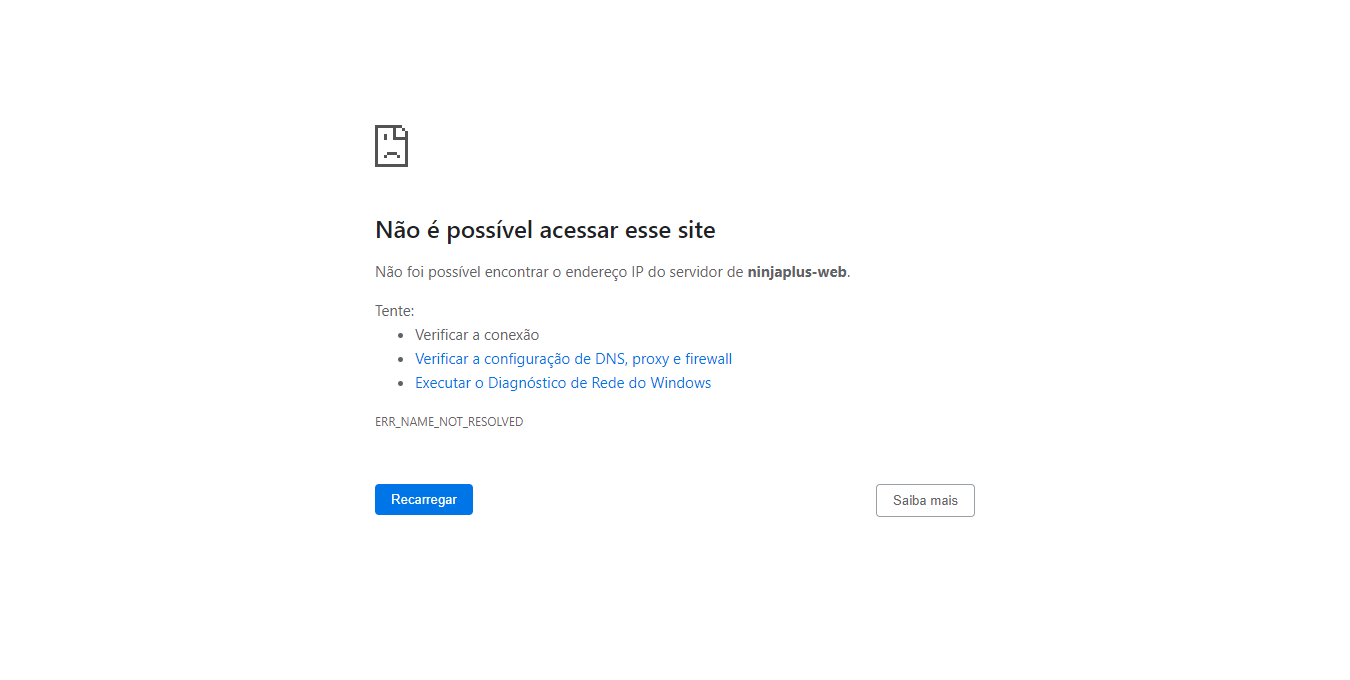 Não é possível acessar esse site
Não foi possível encontrar o endereço IP do servidor de ninjaplus-web.
Tente:
• Verificar a conexão
• Verificar a configuração de DNS, proxy e firewall
• Executar o Diagnóstico de Rede do Windows
ERR_NAME_NOT_RESOLVED
Recarregar
Saiba mais